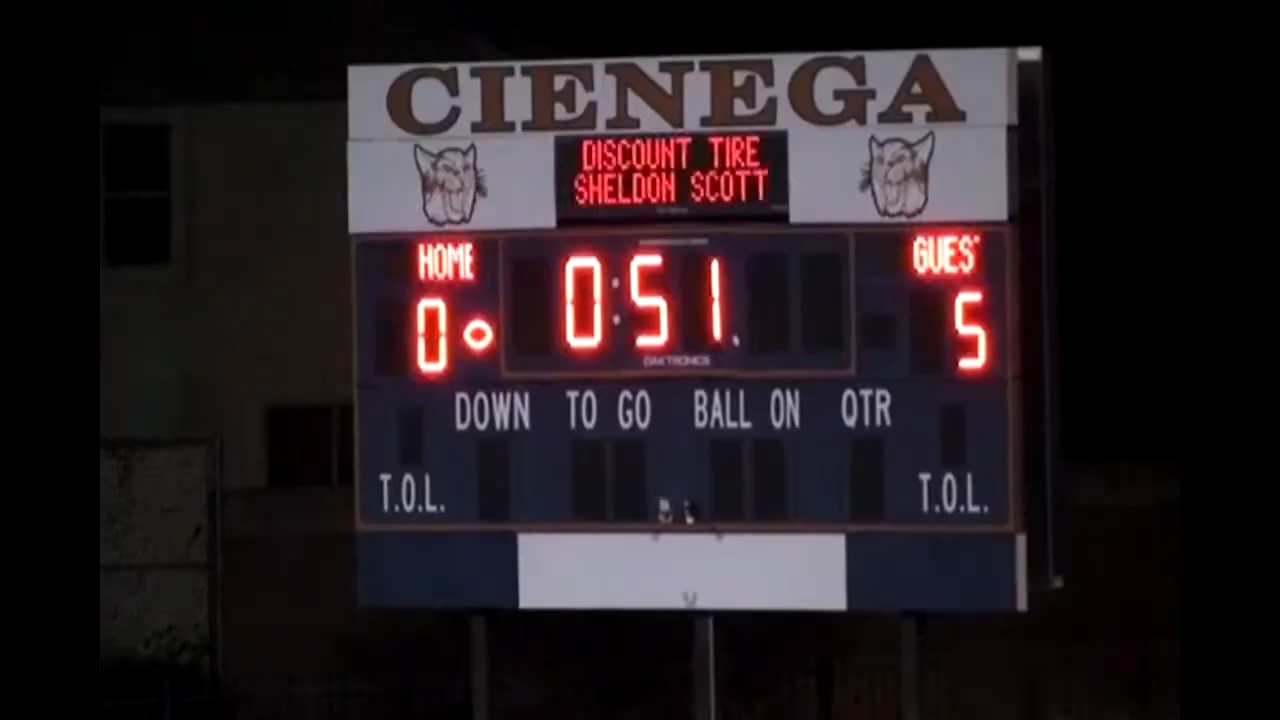 CIENEGA
DISCOUNT TIRE
SHELDON SCOTT
HOME
GUEST
0
0:51
5
DAKTRONICS
DOWN TO GO BALL ON QTR
T.O.L. T.O.L.